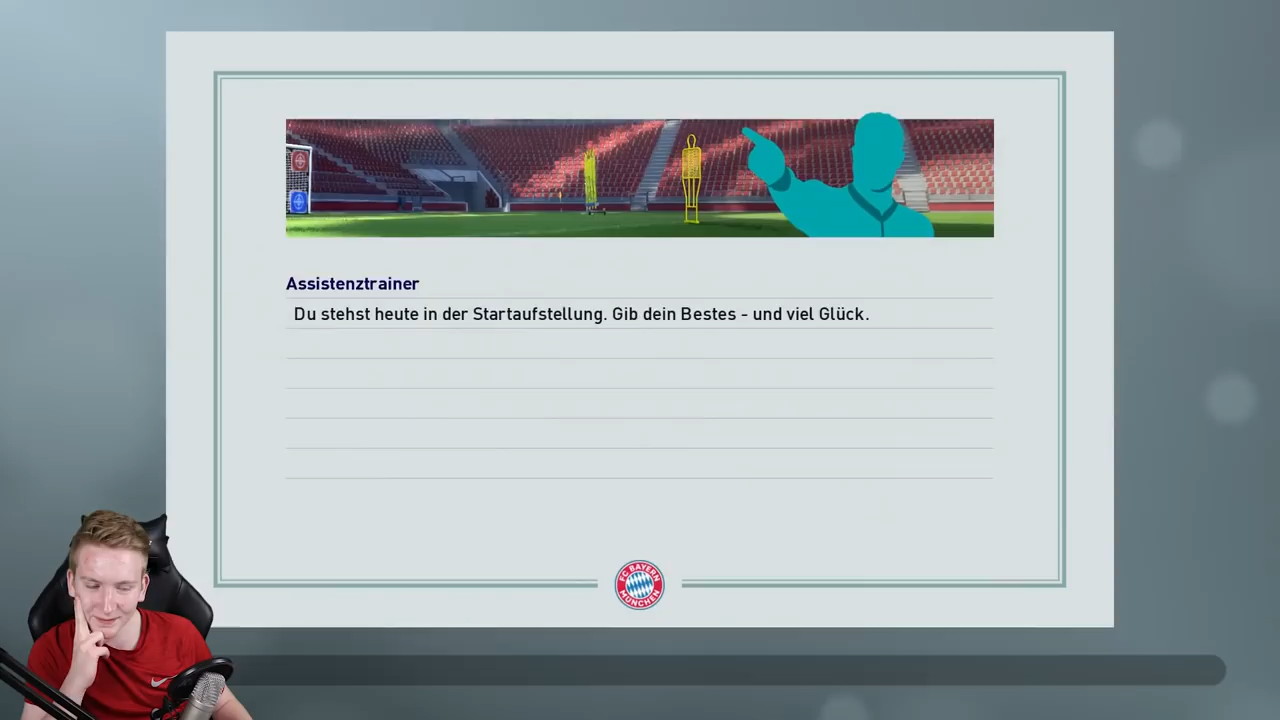 Assistenztrainer
Du stehst heute in der Startaufstellung. Gib dein Bestes - und viel Glück.
FC BAYERN
MÜNCHEN